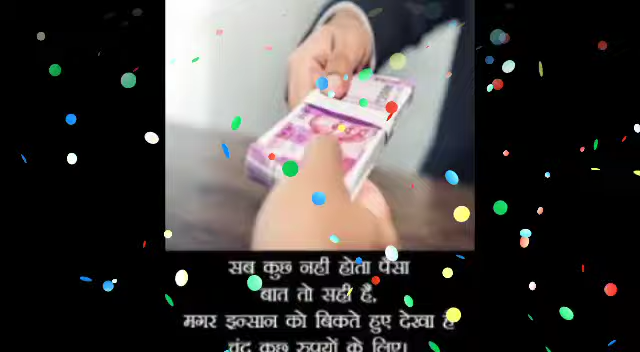 सब कुछ नहीं होता पैसा
बात तो सही है,
मगर इन्सान को बिकते हुए देखा है
चंद कुछ रुपयों के लिए।